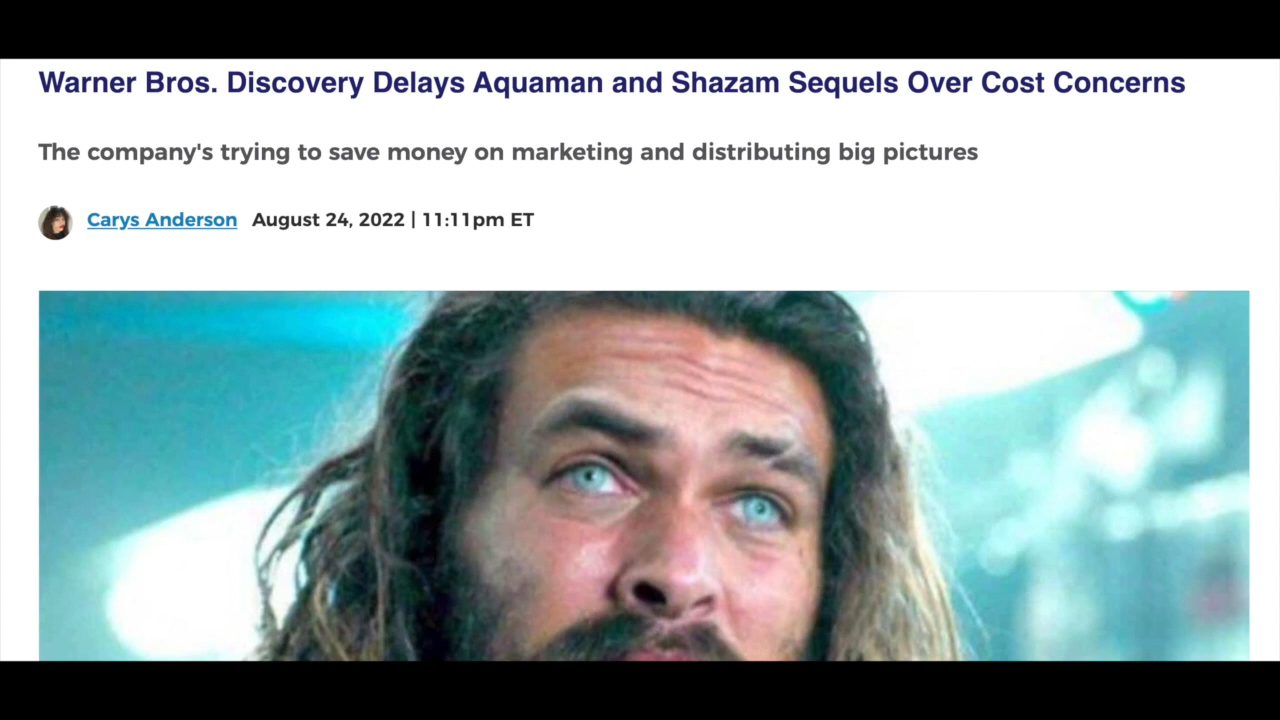 Warner Bros. Discovery Delays Aquaman and Shazam Sequels Over Cost Concerns
The company's trying to save money on marketing and distributing big pictures
Carys Anderson August 24, 2022 | 11:11pm ET